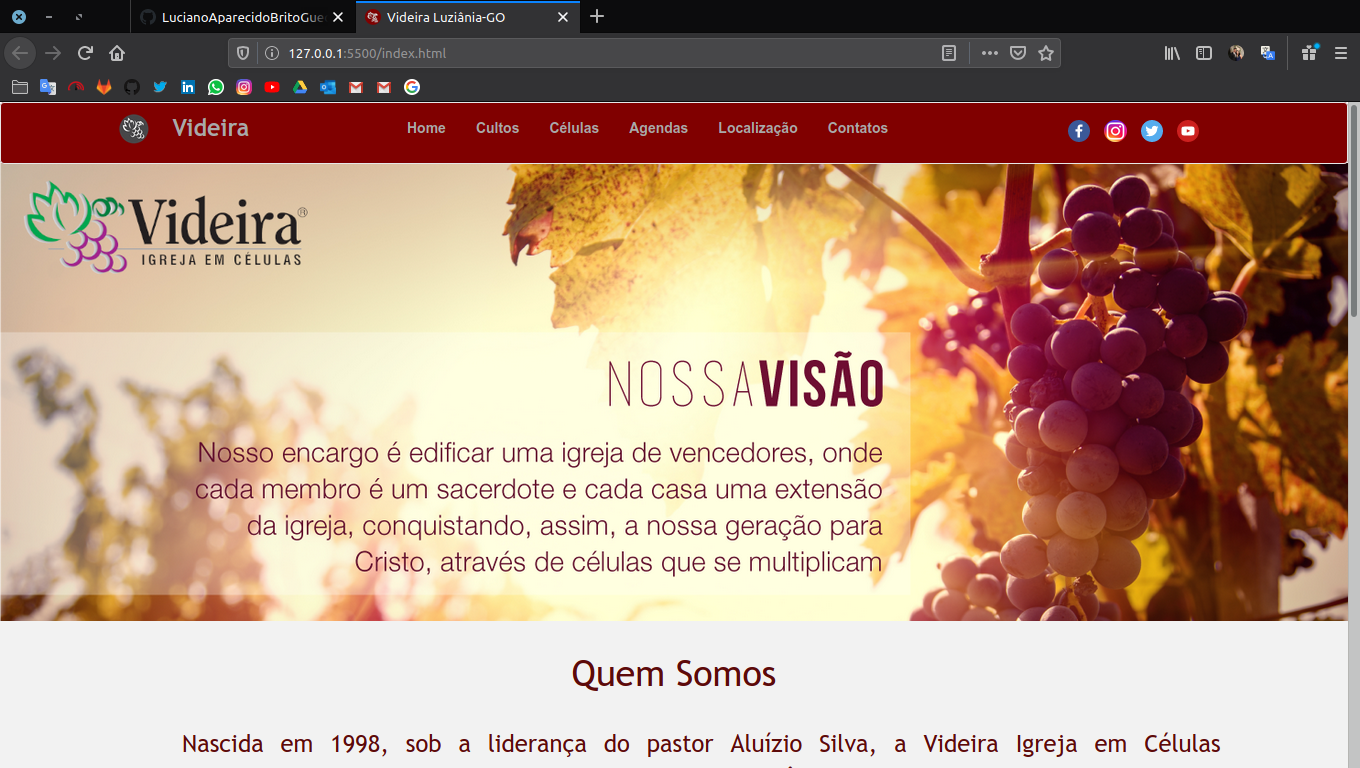 LucianoAparecidoBritoGue
Videira Luziânia-GO
127.0.0.1:5500/index.html
Videira
Home Cultos Células Agendas Localização Contatos
Videira®
IGREJA EM CÉLULAS
NOSSAVISÃO
Nosso encargo é edificar uma igreja de vencedores, onde
cada membro é um sacerdote e cada casa uma extensão
da igreja, conquistando, assim, a nossa geração para
Cristo, através de células que se multiplicam
Quem Somos
Nascida em 1998, sob a liderança do pastor Aluízio Silva, a Videira Igreja em Células